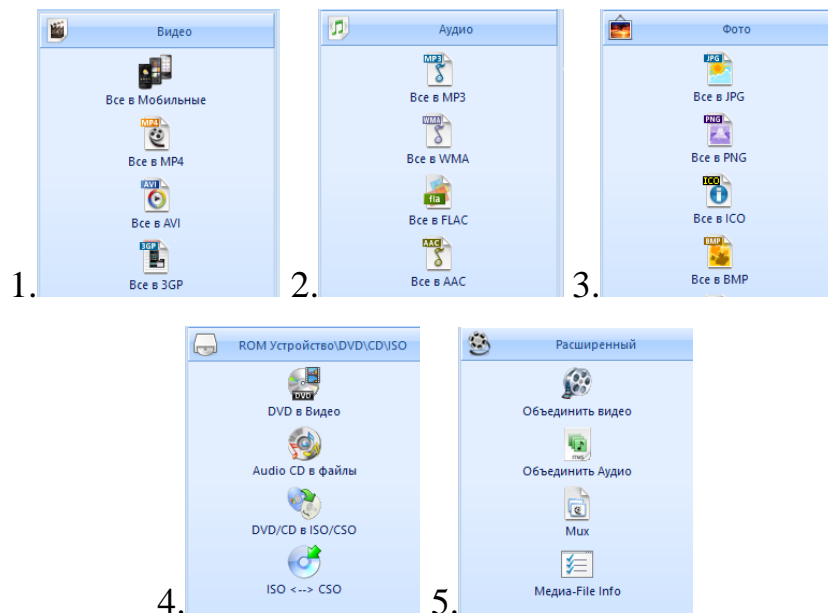 Видео
Все в Мобильные
MP4
Все в MP4
AVI
Все в AVI
3GP
Все в 3GP
1.
Аудио
MP3
Все в MP3
WMA
Все в WMA
fla
Все в FLAC
AAC
Все в AAC
2.
Фото
JPG
Все в JPG
PNG
Все в PNG
ICO
Все в ICO
BMP
Все в BMP
3.
ROM Устройство\DVD\CD\ISO
DVD
DVD в Видео
Audio CD в файлы
DVD/CD в ISO/CSO
ISO <--> CSO
4.
Расширенный
Объединить видео
Объединить Аудио
Mux
Медиа-File Info
5.